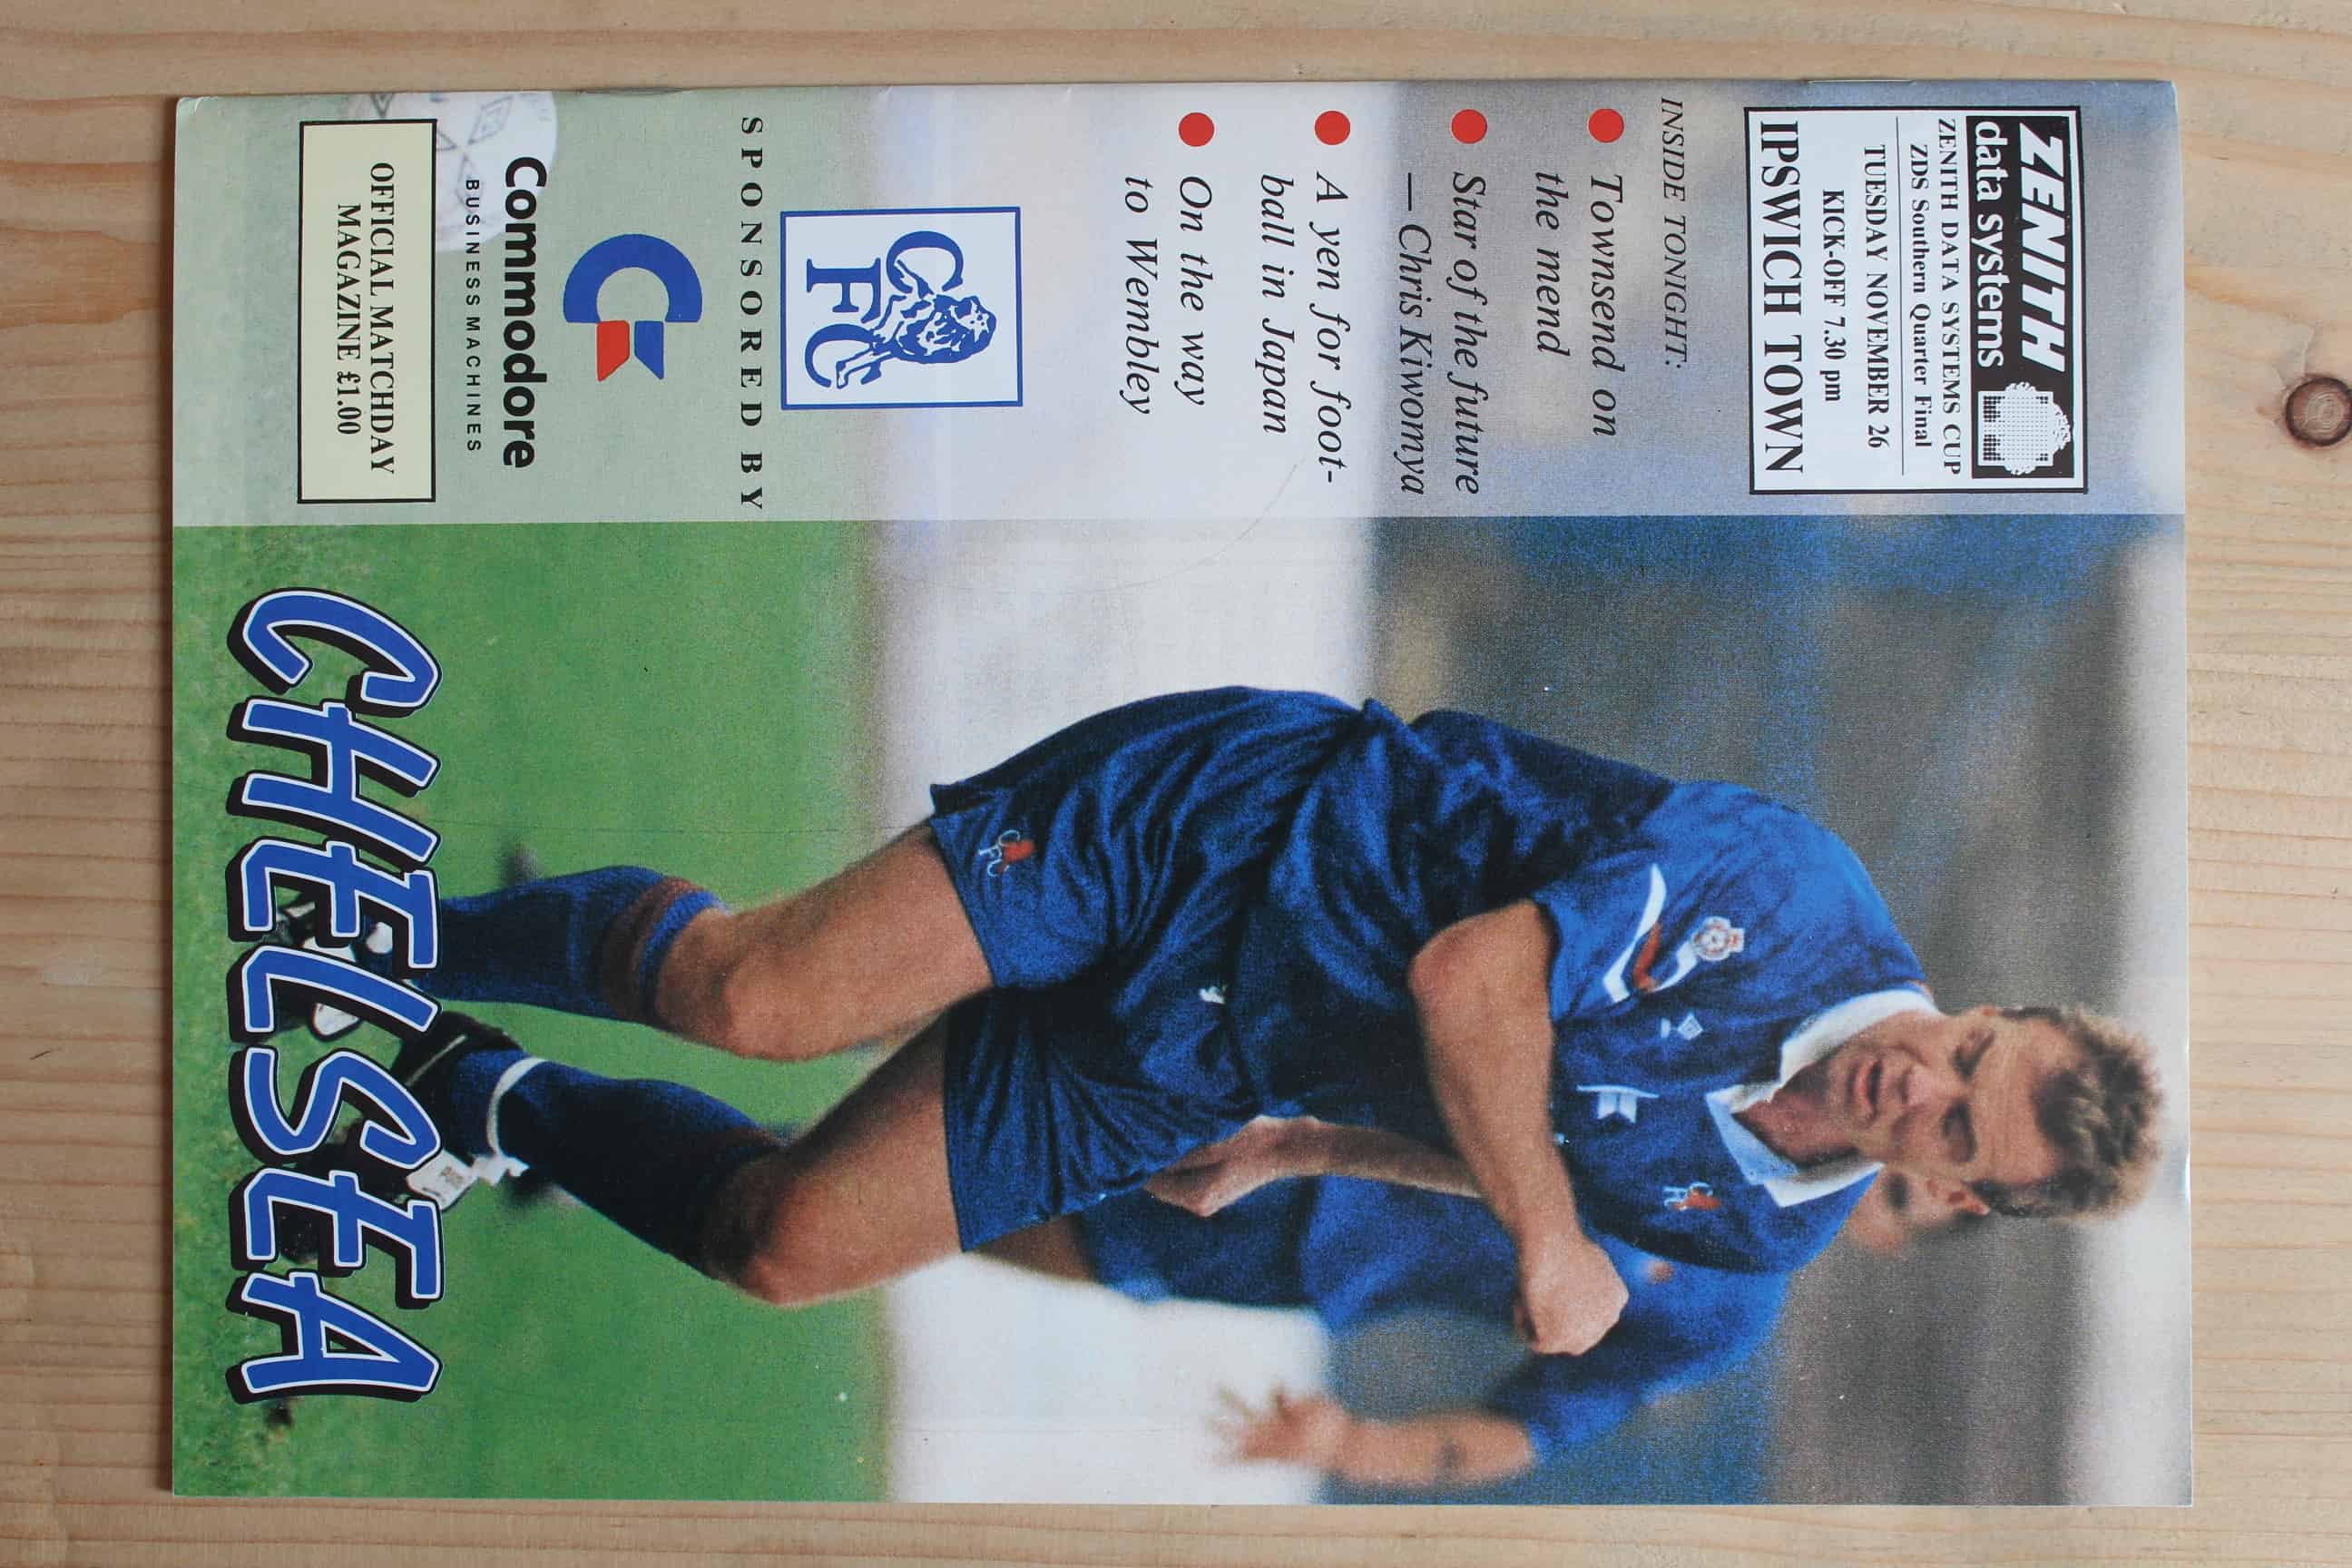 ZENITH
data systems
ZENITH DATA SYSTEMS CUP
ZDS Southern Quarter Final
TUESDAY NOVEMBER 26
KICK-OFF 7.30 pm
IPSWICH TOWN
INSIDE TONIGHT:
Townsend on
the mend
Star of the future
— Chris Kiwomya
A yen for foot-
ball in Japan
On the way
to Wembley
CFC
SPONSORED BY
Commodore
BUSINESS MACHINES
OFFICIAL MATCHDAY
MAGAZINE £1.00
CHELSEA